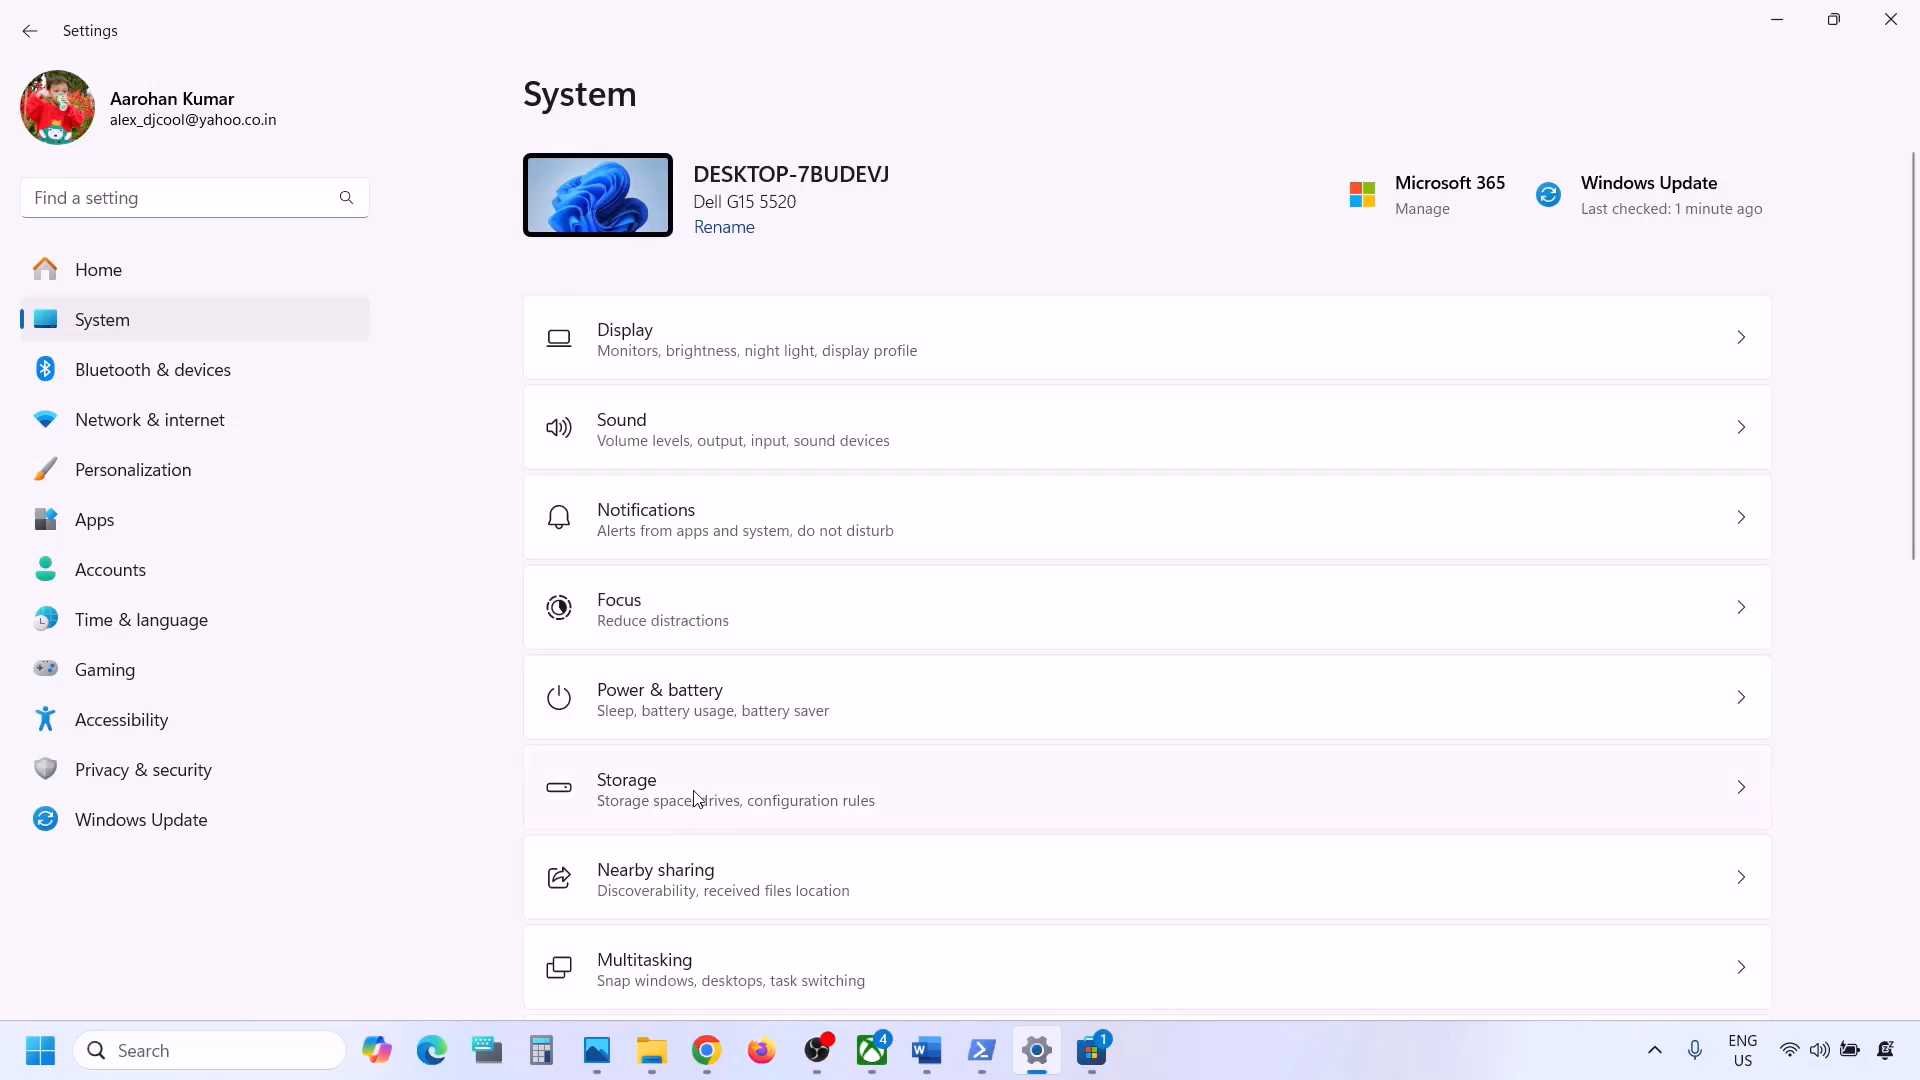 Settings
Aarohan Kumar
alex_djcool@yahoo.co.in
Find a setting
Home
System
Bluetooth & devices
Network & internet
Personalization
Apps
Accounts
Time & language
Gaming
Accessibility
Privacy & security
Windows Update
System
DESKTOP-7BUDEVJ
Dell G15 5520
Rename
Microsoft 365
Manage
Windows Update
Last checked: 1 minute ago
Display
Monitors, brightness, night light, display profile
Sound
Volume levels, output, input, sound devices
Notifications
Alerts from apps and system, do not disturb
Focus
Reduce distractions
Power & battery
Sleep, battery usage, battery saver
Storage
Storage space, drives, configuration rules
Nearby sharing
Discoverability, received files location
Multitasking
Snap windows, desktops, task switching
Search
4
1
ENG
US